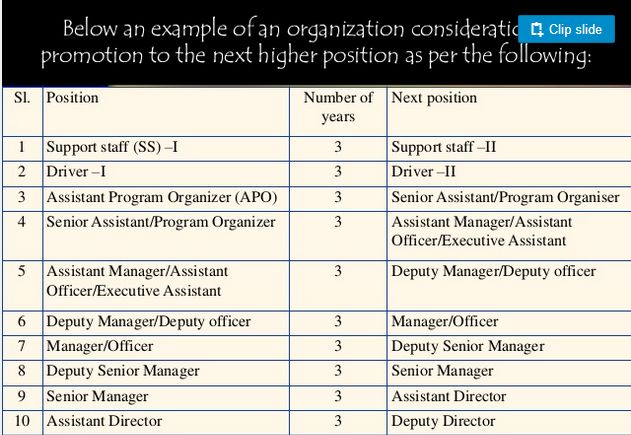 Below an example of an organization
Clip slide
promotion to the next higher position as per the following:
Sl. Position Number of years Next position
1 Support staff (SS) –I 3 Support staff –II
2 Driver –I 3 Driver –II
3 Assistant Program Organizer (APO) 3 Senior Assistant/Program Organiser
4 Senior Assistant/Program Organizer 3 Assistant Manager/Assistant
Officer/Executive Assistant
5 Assistant Manager/Assistant 3 Deputy Manager/Deputy officer
Officer/Executive Assistant
6 Deputy Manager/Deputy officer 3 Manager/Officer
7 Manager/Officer 3 Deputy Senior Manager
8 Deputy Senior Manager 3 Senior Manager
9 Senior Manager 3 Assistant Director
10 Assistant Director 3 Deputy Director